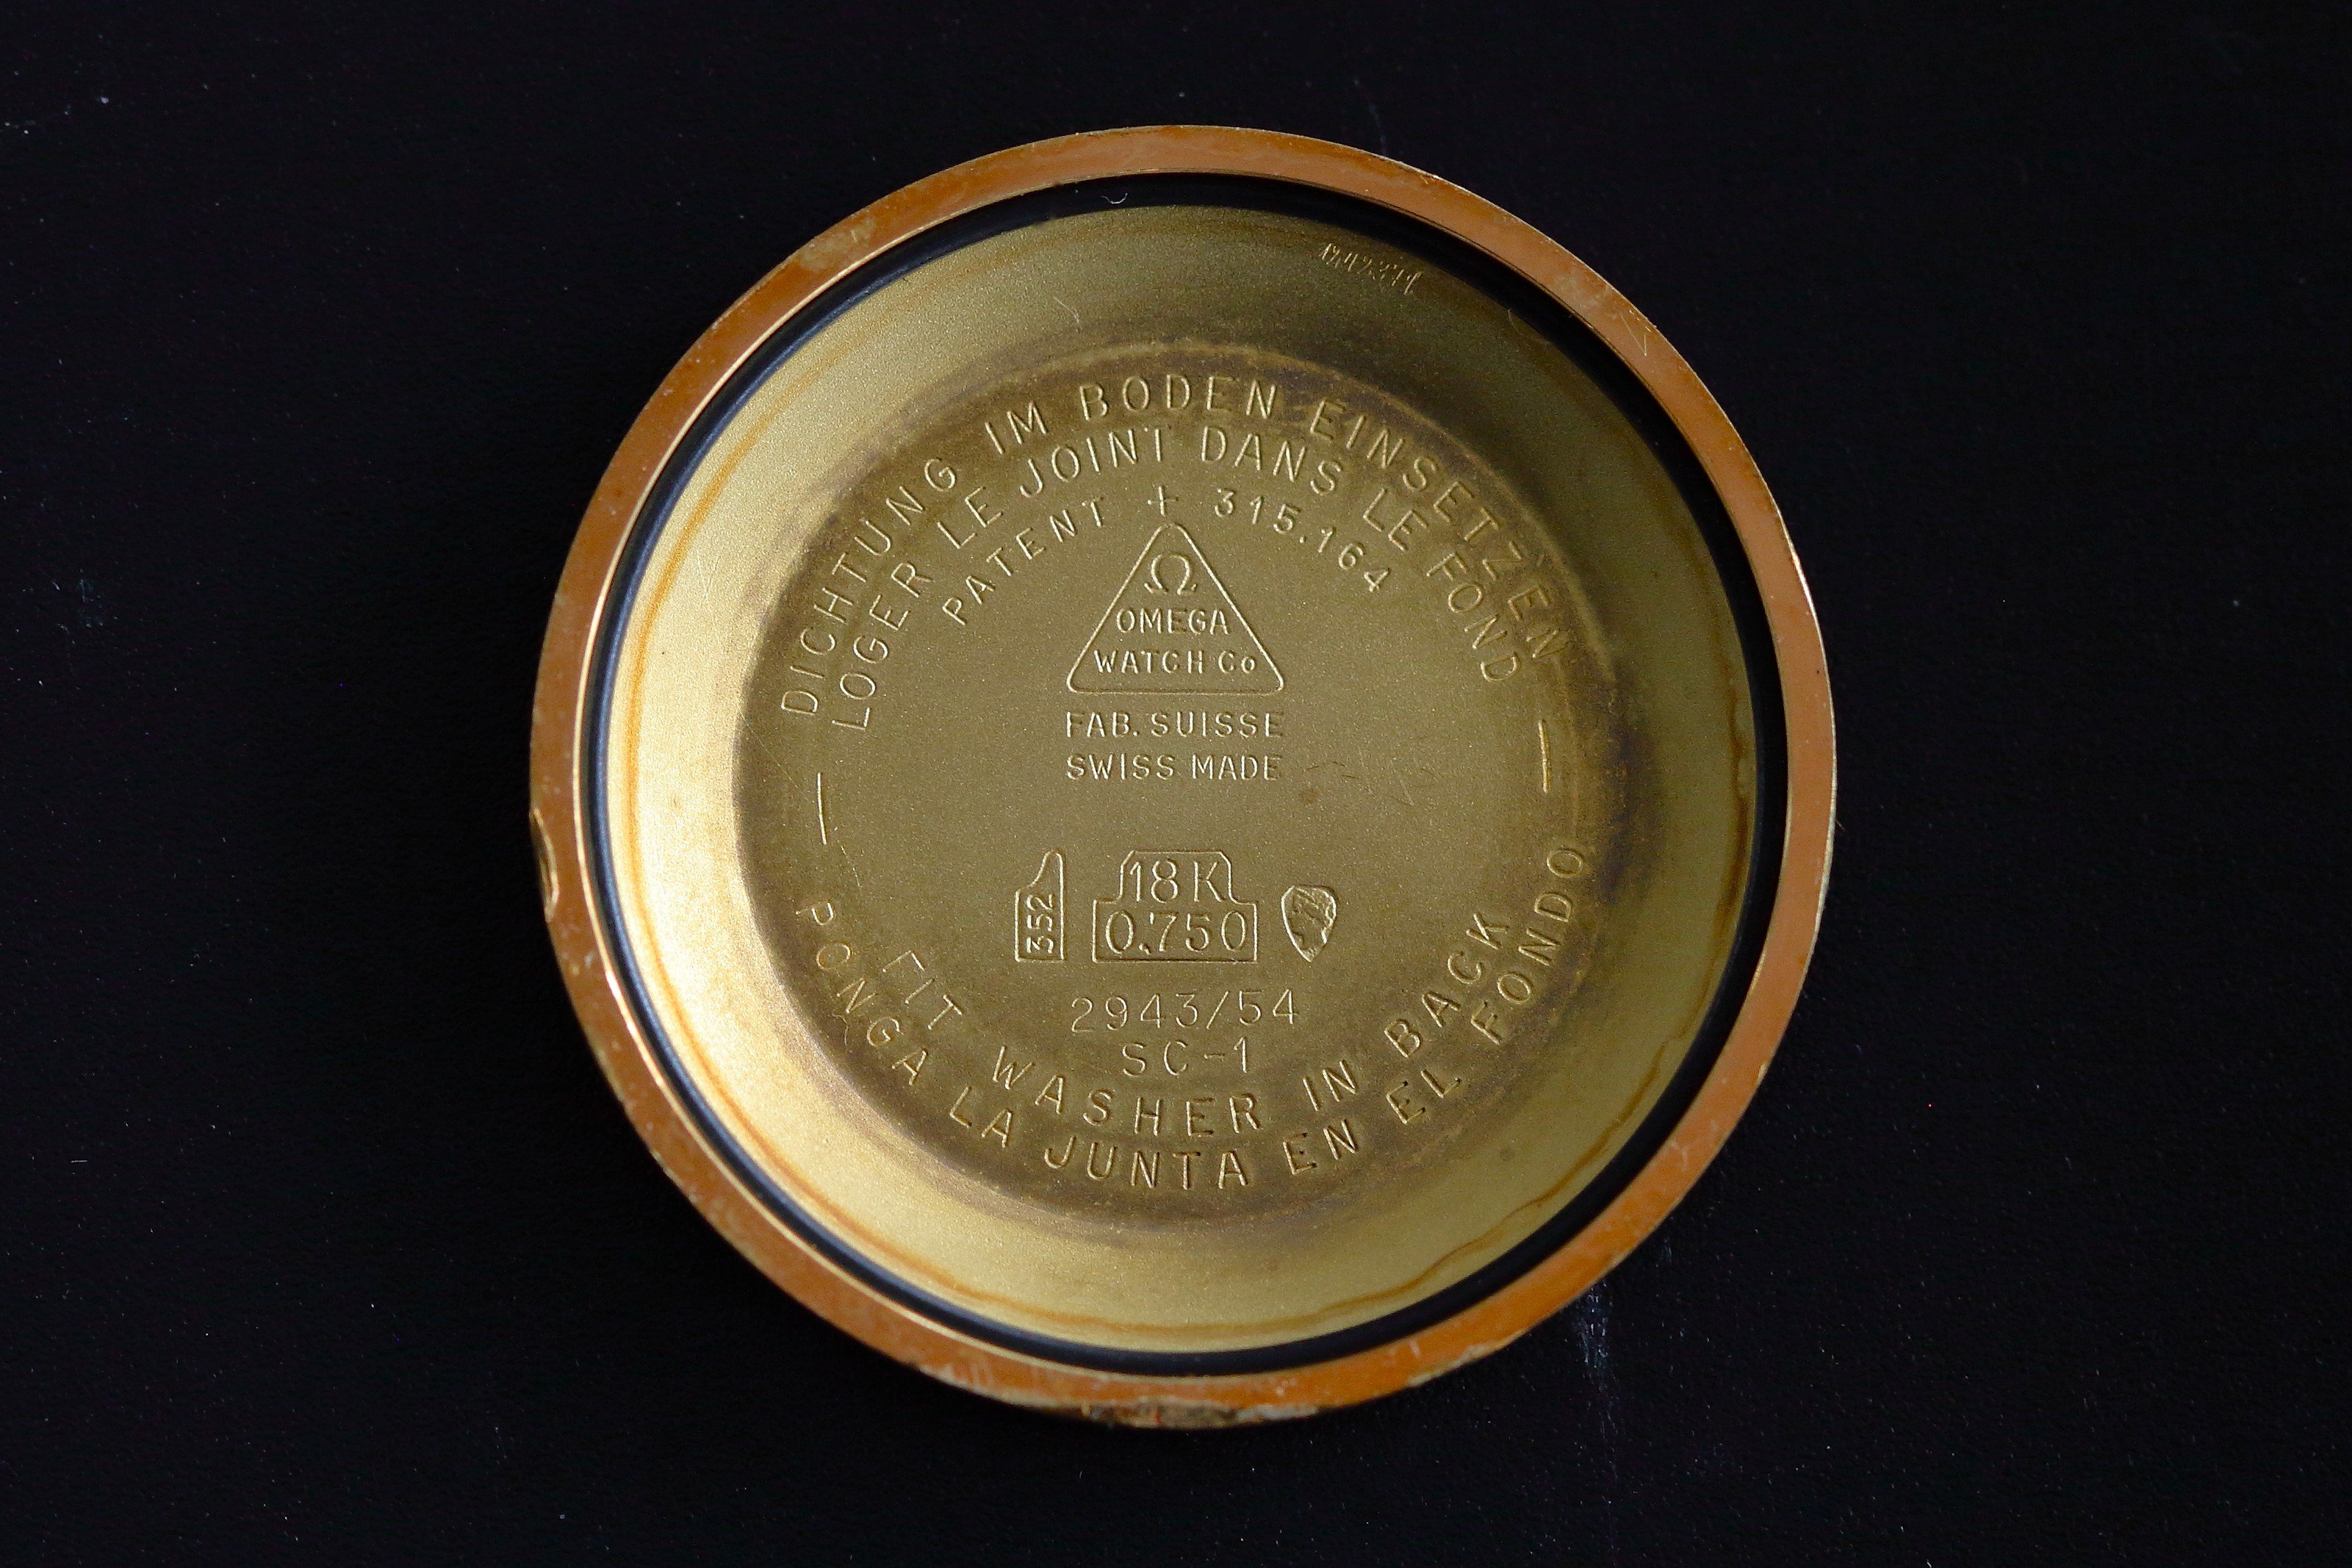 DICHTUNG IM BODEN EINSETZEN
LOGER LE JOINT DANS LE FOND
PATENT + 315.164
Ω
OMEGA
WATCH Co
FAB. SUISSE
SWISS MADE
352
18K
0,750
2943/54
SC-1
FIT WASHER IN BACK
PONGA LA JUNTA EN EL FONDO